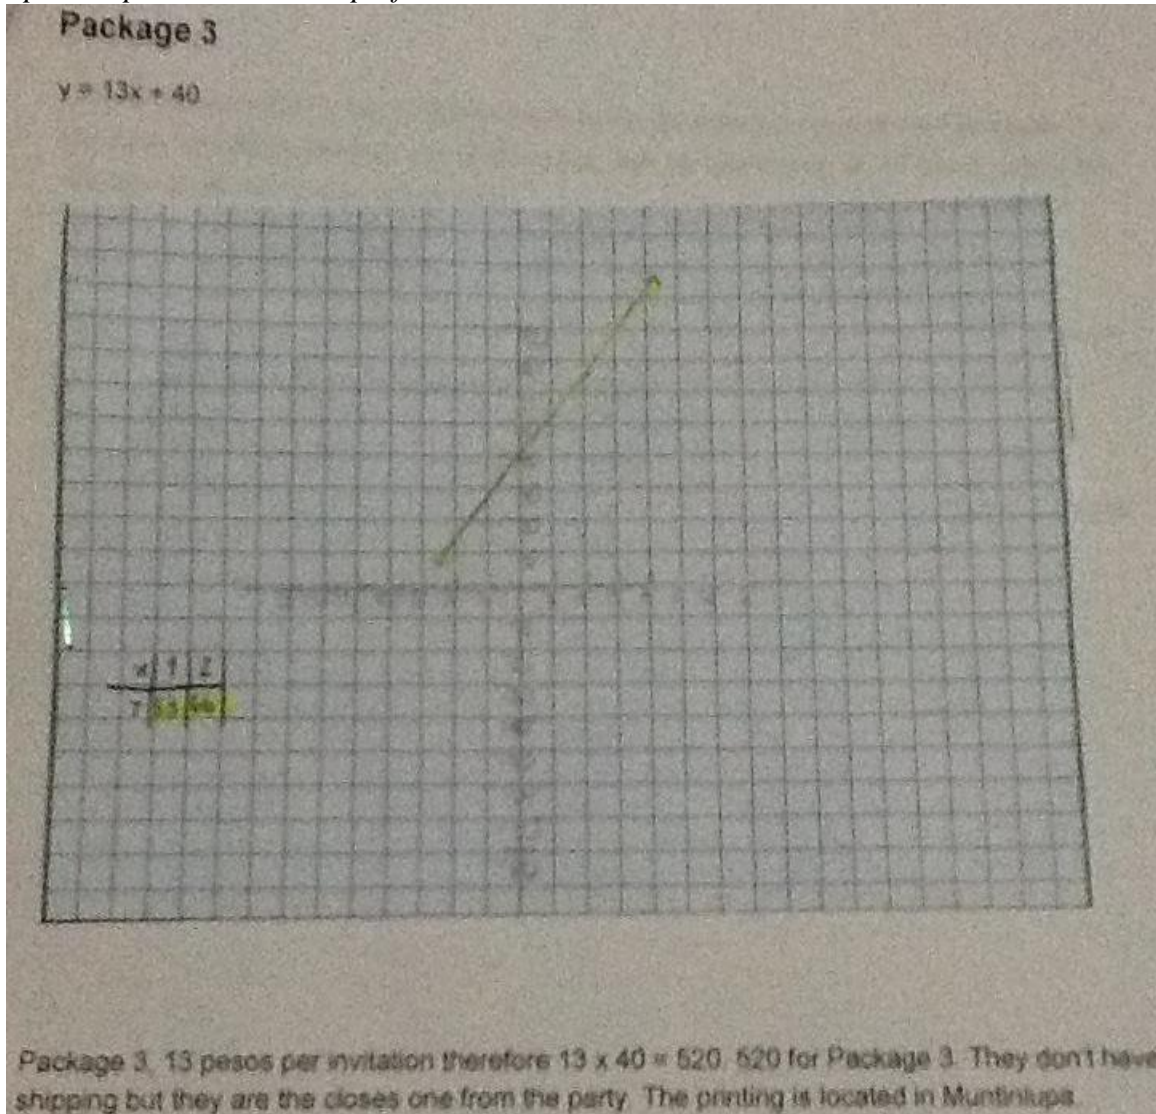 Package 3
y = 13x + 40
x 1 2
Package 3, 13 pesos per invitation therefore 13 x 40 = 520. 520 for Package 3. They don't have
shipping but they are the closes one from the party. The printing is located in Muntinlupa.